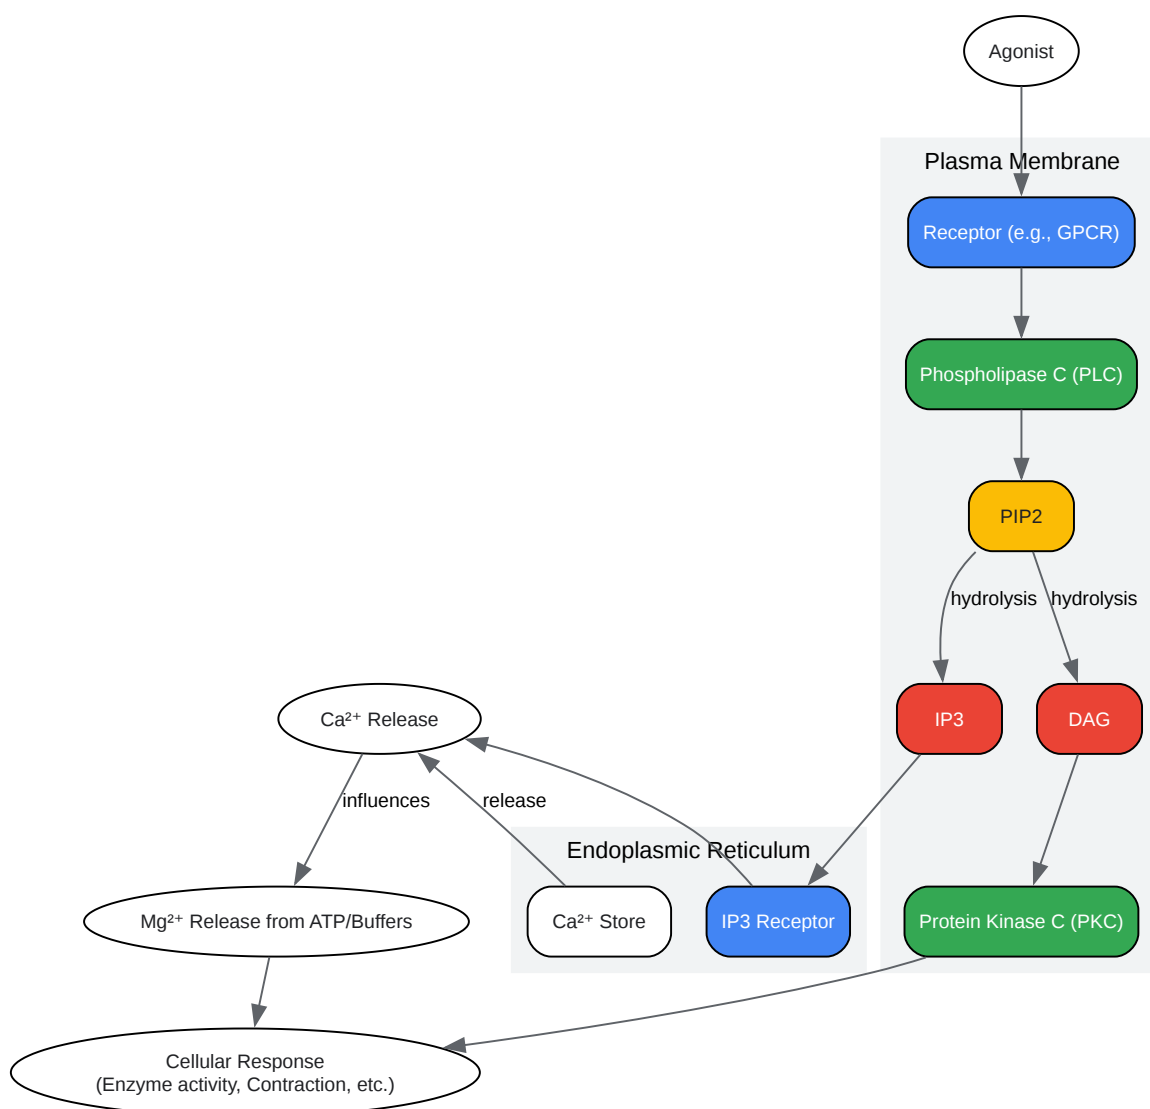 Agonist
Plasma Membrane
Receptor (e.g., GPCR)
Phospholipase C (PLC)
PIP2
hydrolysis
hydrolysis
Ca²⁺ Release
IP3
DAG
influences
release
Endoplasmic Reticulum
Mg²⁺ Release from ATP/Buffers
Ca²⁺ Store
IP3 Receptor
Protein Kinase C (PKC)
Cellular Response
(Enzyme activity, Contraction, etc.)